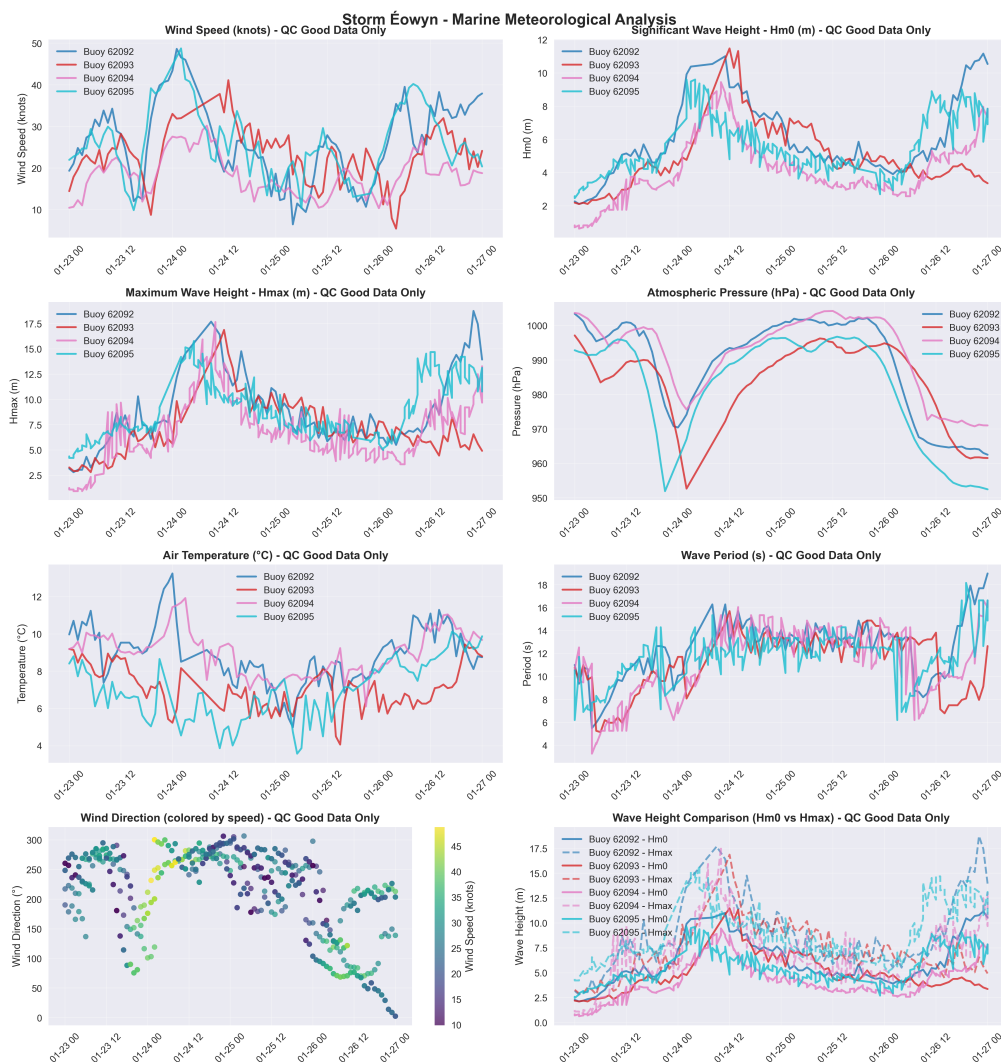 Storm Éowyn - Marine Meteorological Analysis
Wind Speed (knots) - QC Good Data Only
Wind Speed (knots)
50
40
30
20
10
Buoy 62092
Buoy 62093
Buoy 62094
Buoy 62095
01-23 00
01-23 12
01-24 00
01-24 12
01-25 00
01-25 12
01-26 00
01-26 12
01-27 00
Significant Wave Height - Hm0 (m) - QC Good Data Only
Hm0 (m)
12
10
8
6
4
2
Buoy 62092
Buoy 62093
Buoy 62094
Buoy 62095
01-23 00
01-23 12
01-24 00
01-24 12
01-25 00
01-25 12
01-26 00
01-26 12
01-27 00
Maximum Wave Height - Hmax (m) - QC Good Data Only
Hmax (m)
17.5
15.0
12.5
10.0
7.5
5.0
2.5
Buoy 62092
Buoy 62093
Buoy 62094
Buoy 62095
01-23 00
01-23 12
01-24 00
01-24 12
01-25 00
01-25 12
01-26 00
01-26 12
01-27 00
Atmospheric Pressure (hPa) - QC Good Data Only
Pressure (hPa)
1000
990
980
970
960
950
Buoy 62092
Buoy 62093
Buoy 62094
Buoy 62095
01-23 00
01-23 12
01-24 00
01-24 12
01-25 00
01-25 12
01-26 00
01-26 12
01-27 00
Air Temperature (°C) - QC Good Data Only
Temperature (°C)
12
10
8
6
4
Buoy 62092
Buoy 62093
Buoy 62094
Buoy 62095
01-23 00
01-23 12
01-24 00
01-24 12
01-25 00
01-25 12
01-26 00
01-26 12
01-27 00
Wave Period (s) - QC Good Data Only
Period (s)
18
16
14
12
10
8
6
4
Buoy 62092
Buoy 62093
Buoy 62094
Buoy 62095
01-23 00
01-23 12
01-24 00
01-24 12
01-25 00
01-25 12
01-26 00
01-26 12
01-27 00
Wind Direction (colored by speed) - QC Good Data Only
Wind Direction (°)
300
250
200
150
100
50
0
01-23 00
01-23 12
01-24 00
01-24 12
01-25 00
01-25 12
01-26 00
01-26 12
01-27 00
45
40
35
30
25
20
15
10
Wind Speed (knots)
Wave Height Comparison (Hm0 vs Hmax) - QC Good Data Only
Wave Height (m)
17.5
15.0
12.5
10.0
7.5
5.0
2.5
0.0
Buoy 62092 - Hm0
Buoy 62092 - Hmax
Buoy 62093 - Hm0
Buoy 62093 - Hmax
Buoy 62094 - Hm0
Buoy 62094 - Hmax
Buoy 62095 - Hm0
Buoy 62095 - Hmax
01-23 00
01-23 12
01-24 00
01-24 12
01-25 00
01-25 12
01-26 00
01-26 12
01-27 00